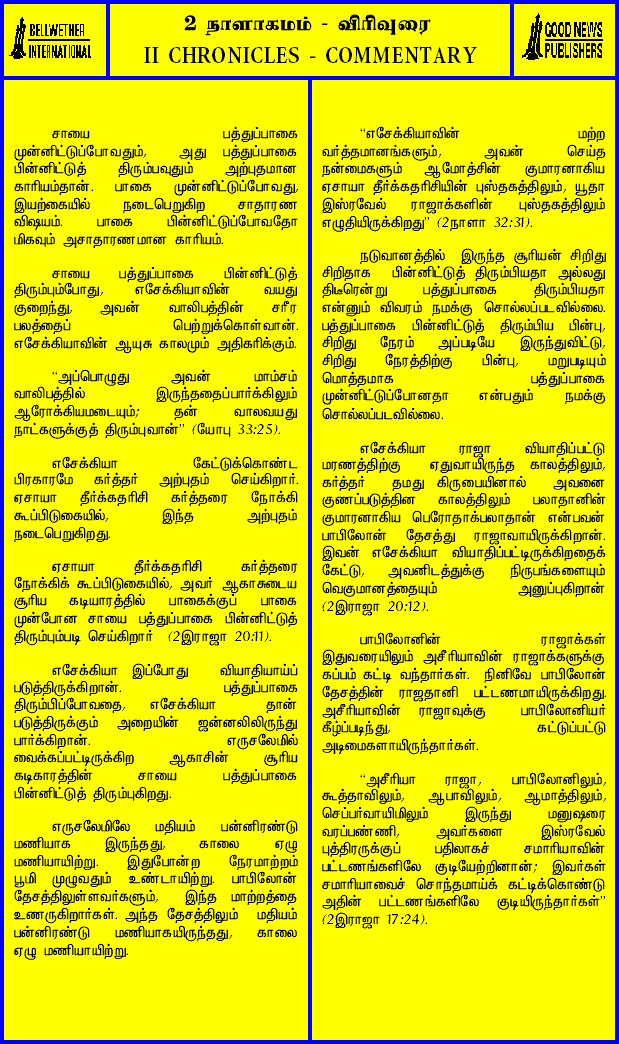 BELLWETHER
INTERNATIONAL
2 நாளாகமம் - விரிவுரை
II CHRONICLES - COMMENTARY
GOOD NEWS
PUBLISHERS
சாயை பத்துப்பாகை
முன்னிட்டுப்போவதும், அது பத்துப்பாகை
பின்னிட்டுத் திரும்பவுதும் அற்புதமான
காரியம்தான். பாகை முன்னிட்டுப்போவது,
இயற்கையில் நடைபெறுகிற சாதாரண
விஷயம். பாகை பின்னிட்டுப்போவதோ
மிகவும் அசாதாரணமான காரியம்.
சாயை பத்துப்பாகை பின்னிட்டுத்
திரும்பும்போது, எசேக்கியாவின் வயது
குறைந்து, அவன் வாலிபத்தின் சரீர
பலத்தைப் பெற்றுக்கொள்வான்.
எசேக்கியாவின் ஆயுசு காலமும் அதிகரிக்கும்.
“அப்பொழுது அவன் மாம்சம்
வாலிபத்தில் இருந்ததைப்பார்க்கிலும்
ஆரோக்கியமடையும்; தன் வாலவயது
நாட்களுக்குத் திரும்புவான்” (யோபு 33:25).
எசேக்கியா கேட்டுக்கொண்ட
பிரகாரமே கர்த்தர் அற்புதம் செய்கிறார்.
ஏசாயா தீர்க்கதரிசி கர்த்தரை நோக்கி
கூப்பிடுகையில், இந்த அற்புதம்
நடைபெறுகிறது.
ஏசாயா தீர்க்கதரிசி கர்த்தரை
நோக்கிக் கூப்பிடுகையில், அவர் ஆகாசுடைய
சூரிய கடியாரத்தில் பாகைக்குப் பாகை
முன்போன சாயை பத்துப்பாகை பின்னிட்டுத்
திரும்பும்படி செய்கிறார் (2இராஜா 20:11).
எசேக்கியா இப்போது வியாதியாய்ப்
படுத்திருக்கிறான். பத்துப்பாகை
திரும்பிப்போவதை, எசேக்கியா தான்
படுத்திருக்கும் அறையின் ஜன்னலிலிருந்து
பார்க்கிறான். எருசலேமில்
வைக்கப்பட்டிருக்கிற ஆகாசின் சூரிய
கடிகாரத்தின் சாயை பத்துப்பாகை
பின்னிட்டுத் திரும்புகிறது.
எருசலேமிலே மதியம் பன்னிரண்டு
மணியாக இருந்தது, காலை ஏழு
மணியாயிற்று. இதுபோன்ற நேரமாற்றம்
பூமி முழுவதும் உண்டாயிற்று. பாபிலோன்
தேசத்திலுள்ளவர்களும், இந்த மாற்றத்தை
உணருகிறார்கள். அந்த தேசத்திலும் மதியம்
பன்னிரண்டு மணியாகயிருந்தது, காலை
ஏழு மணியாயிற்று.
“எசேக்கியாவின் மற்ற
வர்த்தமானங்களும், அவன் செய்த
நன்மைகளும் ஆமோத்சின் குமாரனாகிய
ஏசாயா தீர்க்கதரிசியின் புஸ்தகத்திலும், யூதா
இஸ்ரவேல் ராஜாக்களின் புஸ்தகத்திலும்
எழுதியிருக்கிறது” (2நாளா 32:31).
நடுவானத்தில் இருந்த சூரியன் சிறிது
சிறிதாக பின்னிட்டுத் திரும்பியதா அல்லது
திடீரென்று பத்துப்பாகை திரும்பியதா
என்னும் விவரம் நமக்கு சொல்லப்படவில்லை.
பத்துப்பாகை பின்னிட்டுத் திரும்பிய பின்பு,
சிறிது நேரம் அப்படியே இருந்துவிட்டு,
சிறிது நேரத்திற்கு பின்பு, மறுபடியும்
மொத்தமாக பத்துப்பாகை
முன்னிட்டுப்போனதா என்பதும் நமக்கு
சொல்லப்படவில்லை.
எசேக்கியா ராஜா வியாதிப்பட்டு
மரணத்திற்கு ஏதுவாயிருந்த காலத்திலும்,
கர்த்தர் தமது கிருபையினால் அவனை
குணப்படுத்தின காலத்திலும் பலாதானின்
குமாரனாகிய பெரோதாக்பலாதான் என்பவன்
பாபிலோன் தேசத்து ராஜாவாயிருக்கிறான்.
இவன் எசேக்கியா வியாதிப்பட்டிருக்கிறதைக்
கேட்டு, அவனிடத்துக்கு நிருபங்களையும்
வெகுமானத்தையும் அனுப்புகிறான்
(2இராஜா 20:12).
பாபிலோனின் ராஜாக்கள்
இதுவரையிலும் அசீரியாவின் ராஜாக்களுக்கு
கப்பம் கட்டி வந்தார்கள். நினிவே பாபிலோன்
தேசத்தின் ராஜதானி பட்டணமாயிருக்கிறது.
அசீரியாவின் ராஜாவுக்கு பாபிலோனியர்
கீழ்ப்படிந்து, கட்டுப்பட்டு
அடிமைகளாயிருந்தார்கள்.
“அசீரியா ராஜா, பாபிலோனிலும்,
கூத்தாவிலும், ஆபாவிலும், ஆமாத்திலும்,
செப்பர்வாயிமிலும் இருந்து மனுஷரை
வரப்பண்ணி, அவர்களை இஸ்ரவேல்
புத்திரருக்குப் பதிலாகச் சமாரியாவின்
பட்டணங்களிலே குடியேற்றினான்; இவர்கள்
சமாரியாவைச் சொந்தமாய்க் கட்டிக்கொண்டு
அதின் பட்டணங்களிலே குடியிருந்தார்கள்”
(2இராஜா 17:24).